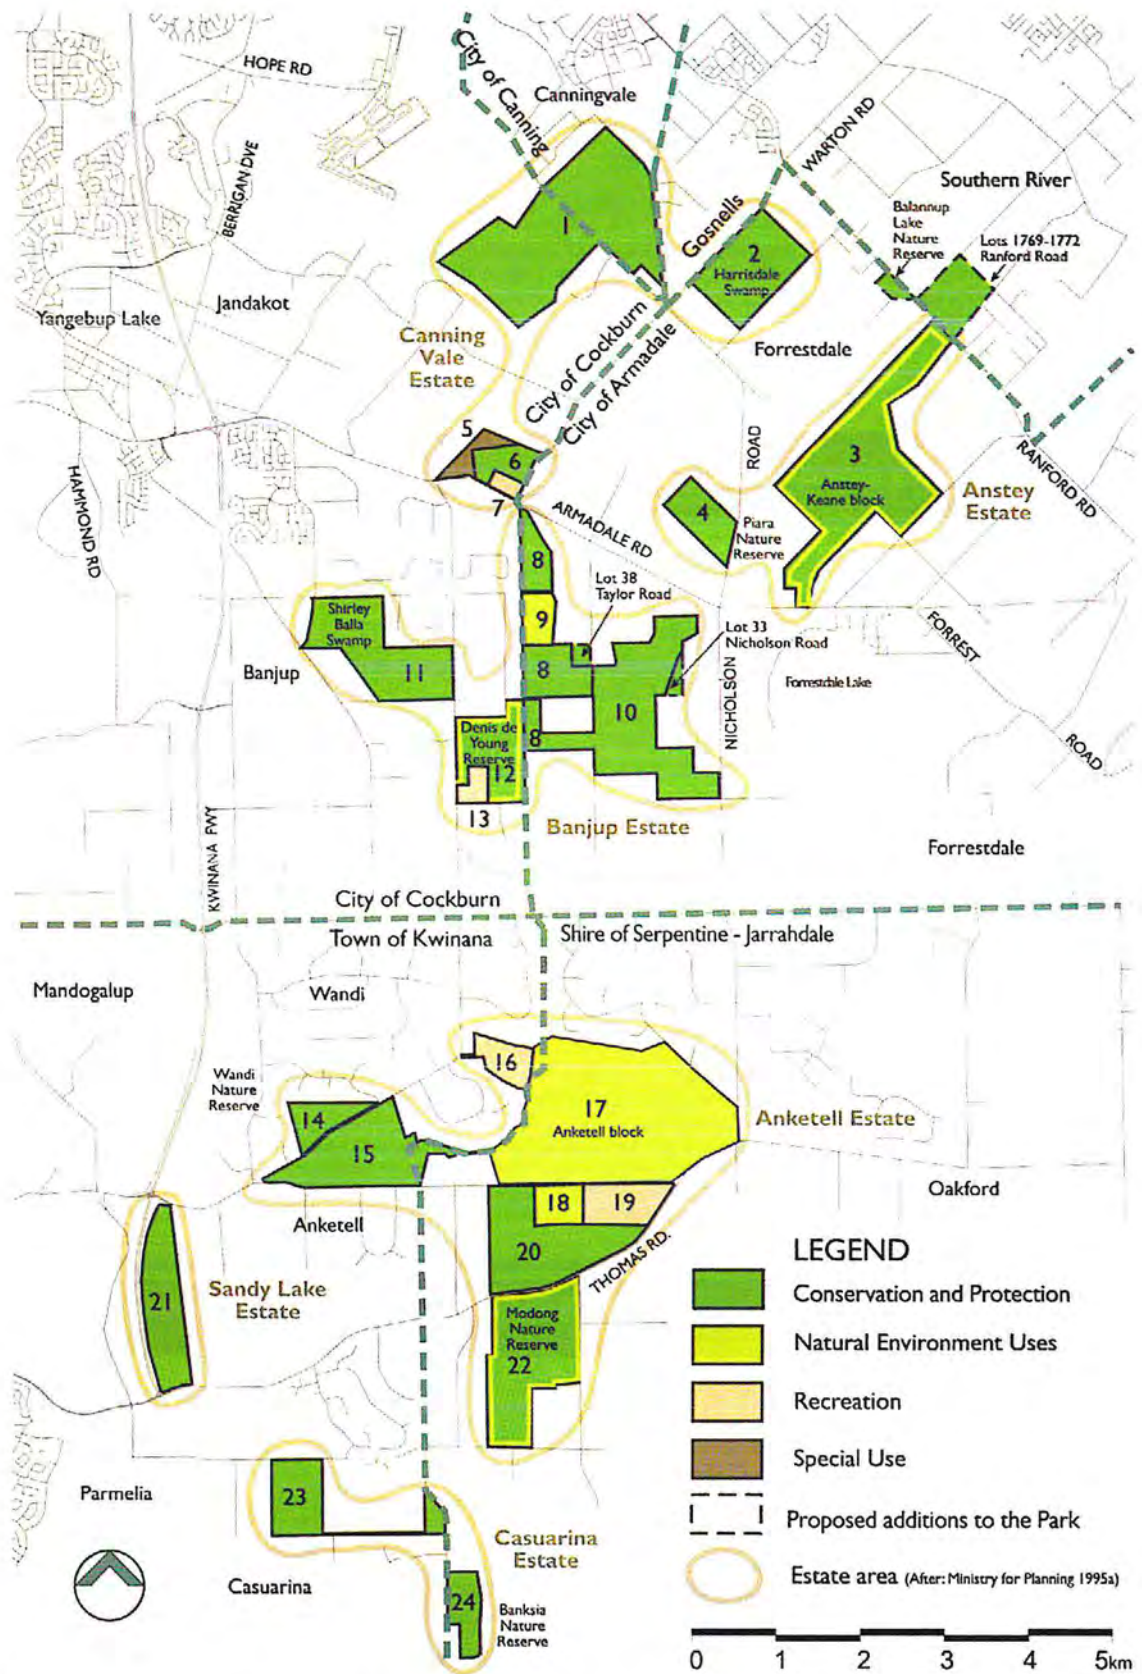 HOPE RD
City of Canning
Canningvale
BERRIGAN DVE
WARTON RD
Southern River
Balannup
Lake
Nature
Reserve
Lots 1769-1772
Ranford Road
1
Gosnells
2
Harrisdale
Swamp
Jandakot
Yangebup Lake
Canning
Vale
Estate
City of Cockburn
City of Armadale
Forrestdale
5
6
7
HAMMOND RD
ROAD
3
Anstey-
Keane block
Anstey
Estate
RANFORD RD
4
Piara
Nature
Reserve
ARMADALE RD
8
Lot 38
Taylor Road
9
Lot 33
Nicholson Road
FORREST
ROAD
Shirley
Balla
Swamp
11
Banjup
8
10
NICHOLSON
Forrestdale Lake
Denis de
Young
Reserve
12
8
13
Banjup Estate
Forrestdale
KWINANA FWY
City of Cockburn
Town of Kwinana
Shire of Serpentine - Jarrahdale
Mandogalup
Wandi
16
Wandi
Nature
Reserve
14
15
17
Anketell block
Anketell Estate
Oakford
Anketell
18
19
20
THOMAS RD.
Sandy Lake
Estate
21
Modong
Nature
Reserve
22
LEGEND
Conservation and Protection
Natural Environment Uses
Recreation
Special Use
Proposed additions to the Park
Estate area (After: Ministry for Planning 1995a)
Parmelia
23
Casuarina
Estate
Casuarina
24
Banksia
Nature
Reserve
0 1 2 3 4 5km